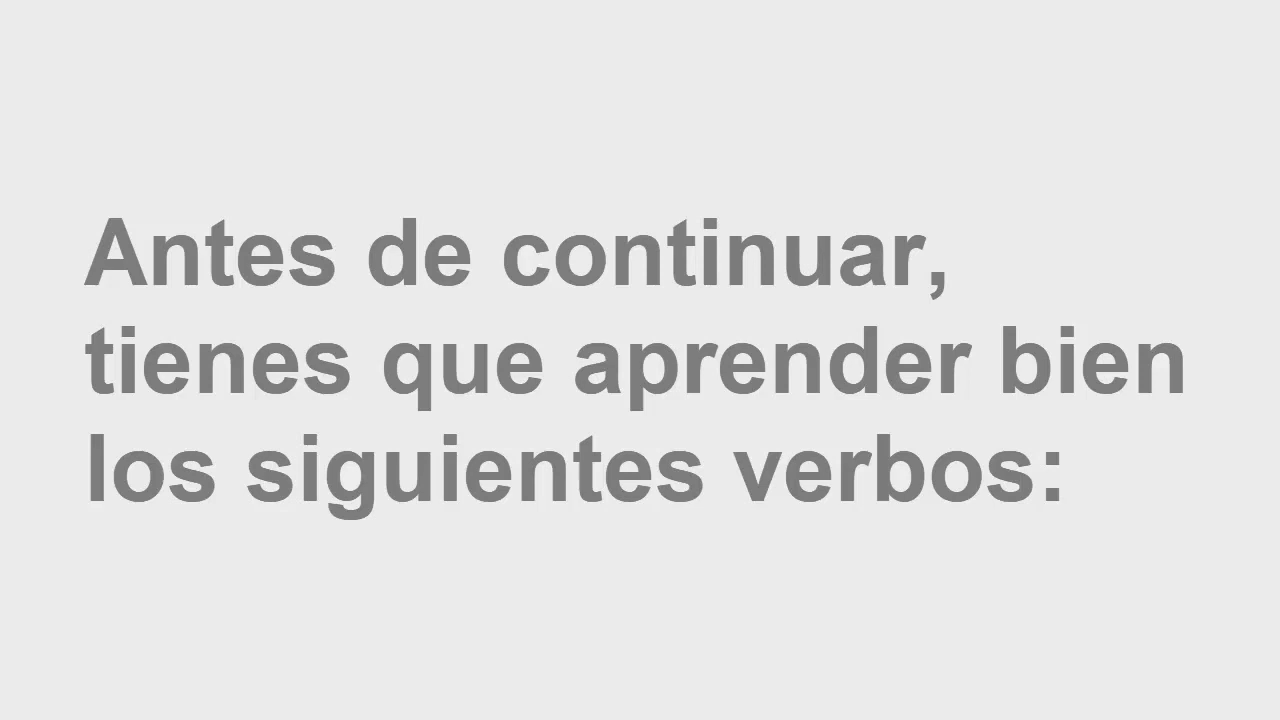 Antes de continuar,
tienes que aprender bien
los siguientes verbos: